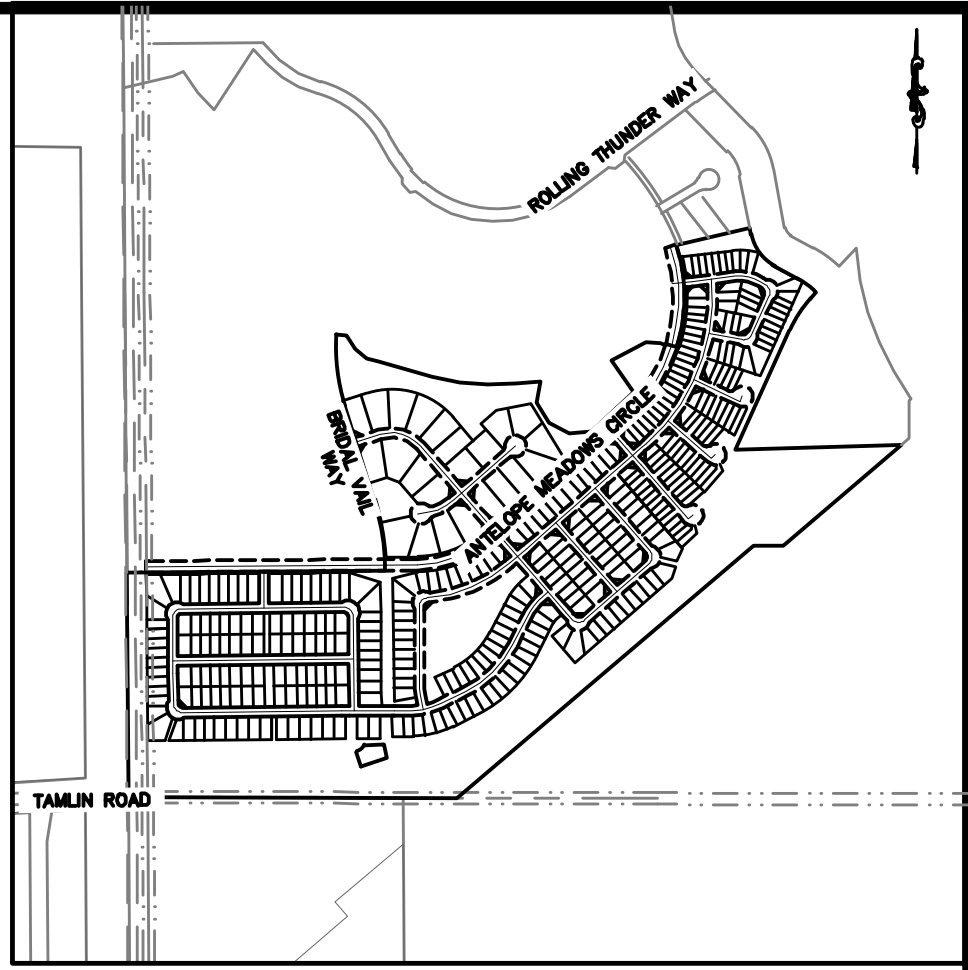 ROLLING THUNDER WAY
BRIDAL VAIL
WAY
ANTELOPE MEADOWS CIRCLE
TAMLIN ROAD